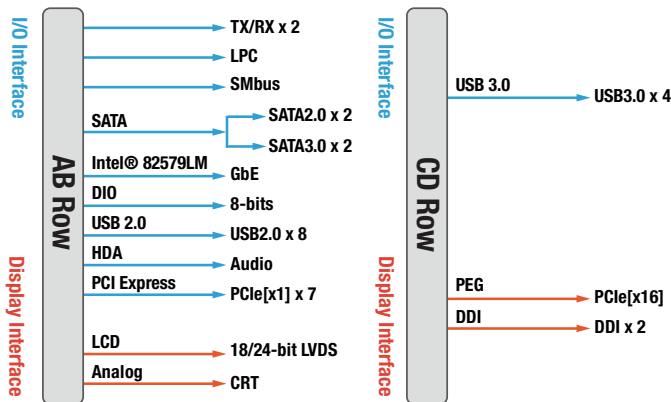 I/O Interface
Display Interface
AB Row
TX/RX x 2
LPC
SMbus
SATA
SATA2.0 x 2
SATA3.0 x 2
Intel® 82579LM
GbE
DIO
8-bits
USB 2.0
USB2.0 x 8
HDA
Audio
PCI Express
PCIe[x1] x 7
LCD
18/24-bit LVDS
Analog
CRT
I/O Interface
Display Interface
CD Row
USB 3.0
USB3.0 x 4
PEG
PCIe[x16]
DDI
DDI x 2